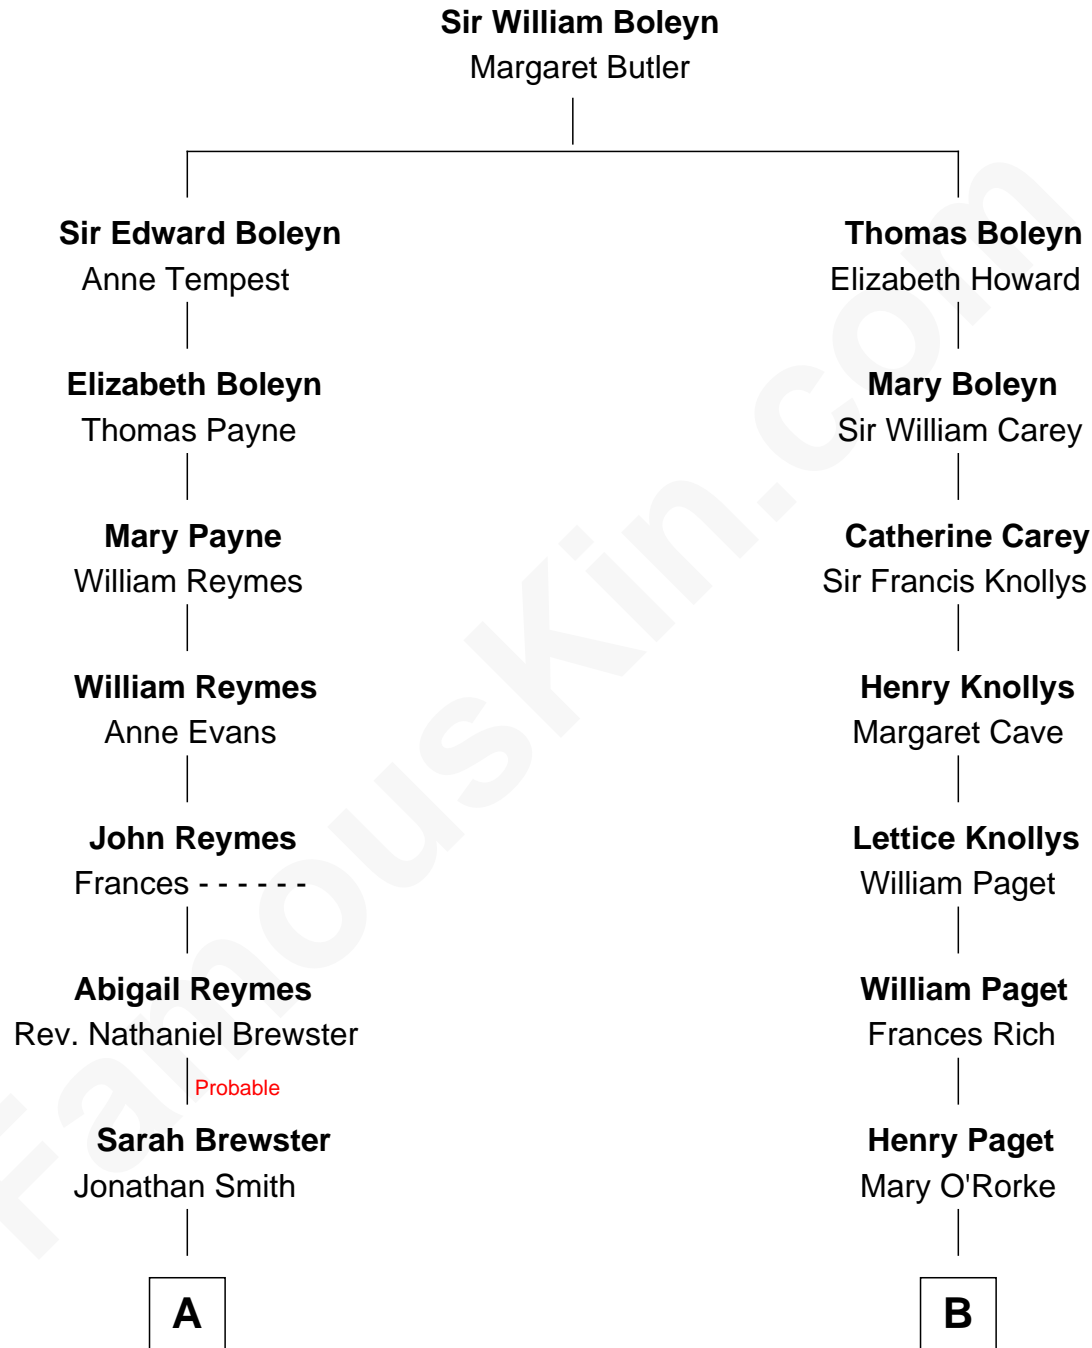 Sir William Boleyn
Margaret Butler
Sir Edward Boleyn
Anne Tempest
Elizabeth Boleyn
Thomas Payne
Mary Payne
William Reymes
William Reymes
Anne Evans
John Reymes
Frances - - - - - -
Abigail Reymes
Rev. Nathaniel Brewster
Probable
Sarah Brewster
Jonathan Smith
A
Thomas Boleyn
Elizabeth Howard
Mary Boleyn
Sir William Carey
Catherine Carey
Sir Francis Knollys
Henry Knollys
Margaret Cave
Lettice Knollys
William Paget
William Paget
Frances Rich
Henry Paget
Mary O'Rorke
B
FamousKin.com